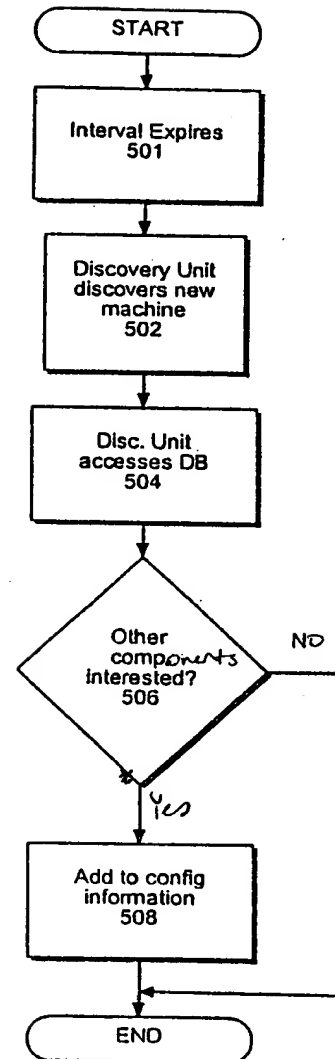 START
Interval Expires
501
Discovery Unit
discovers new
machine
502
Disc. Unit
accesses DB
504
Other
components
interested?
506
NO
Yes
Add to config
information
508
END